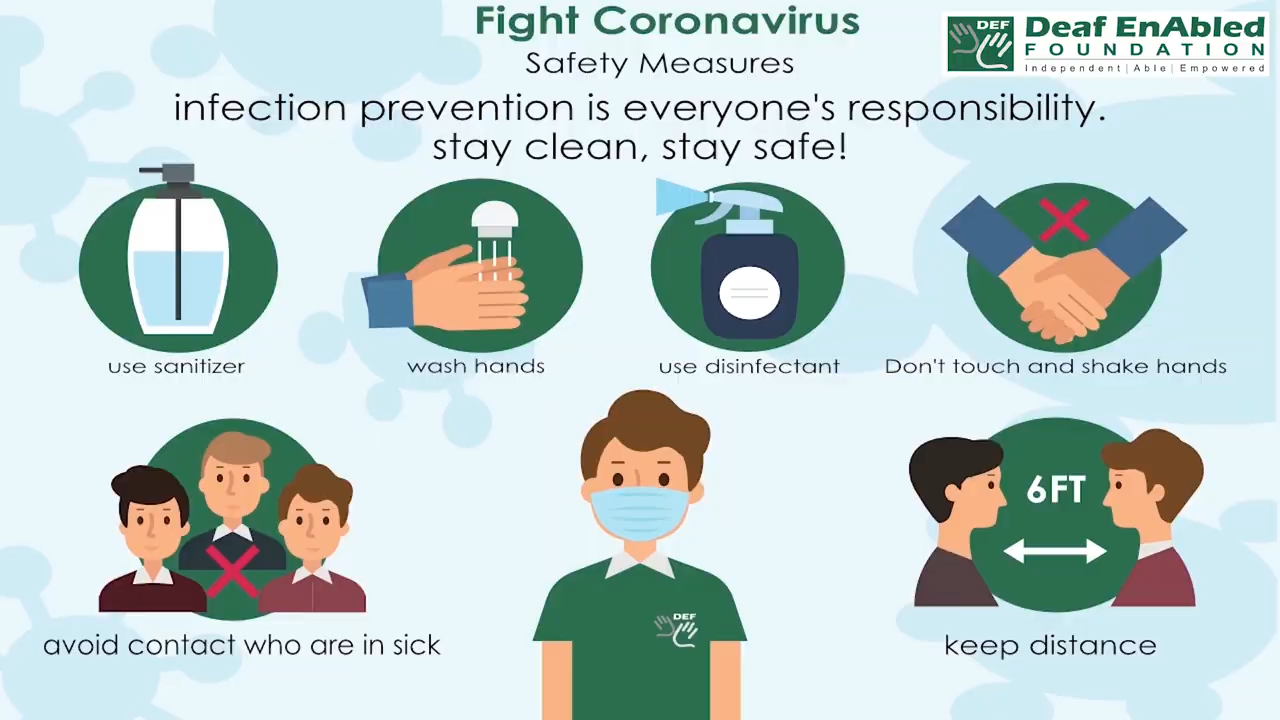 Fight Coronavirus
Safety Measures
DEF
Deaf EnAbled
FOUNDATION
Independent | Able | Empowered
infection prevention is everyone's responsibility.
stay clean, stay safe!
use sanitizer
wash hands
use disinfectant
Don't touch and shake hands
6FT
DEF
avoid contact who are in sick
keep distance